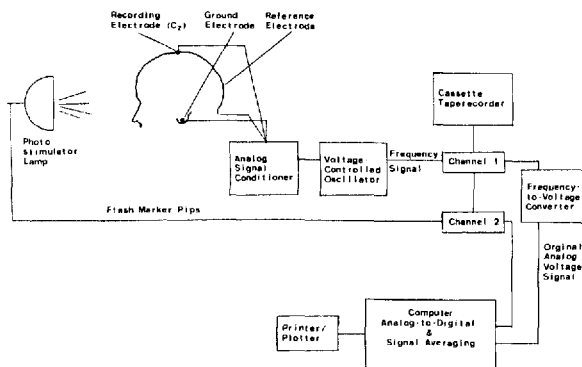 Recording
Electrode (Cz)
Ground
Electrode
Reference
Electrode
Photo
stimulator
Lamp
Cassette
Taperecorder
Analog
Signal
Conditioner
Voltage-
Controlled
Oscillator
Frequency
Signal
Channel 1
Frequency-
to-Voltage
Converter
Flash Marker Pips
Channel 2
Orginal
Analog
Voltage
Signal
Computer
Analog-to-Digital
&
Signal Averaging
Printer/
Plotter